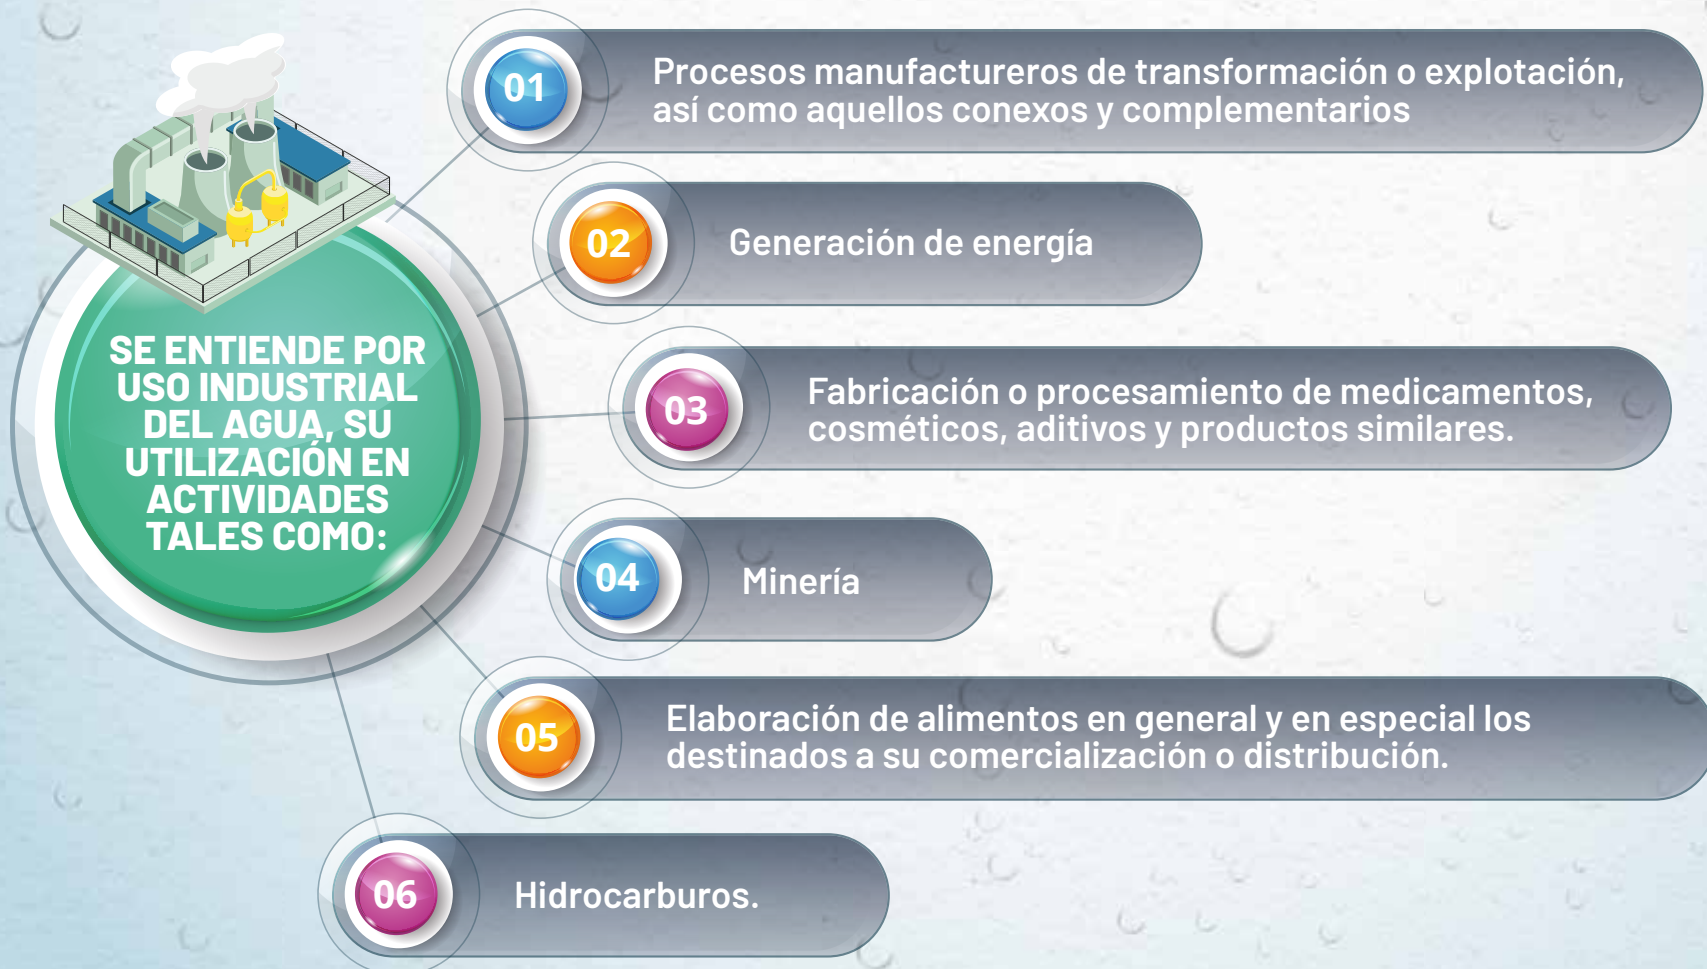 SE ENTIENDE POR
USO INDUSTRIAL
DEL AGUA, SU
UTILIZACIÓN EN
ACTIVIDADES
TALES COMO:
01
Procesos manufactureros de transformación o explotación,
así como aquellos conexos y complementarios
02
Generación de energía
03
Fabricación o procesamiento de medicamentos,
cosméticos, aditivos y productos similares.
04
Minería
05
Elaboración de alimentos en general y en especial los
destinados a su comercialización o distribución.
06
Hidrocarburos.